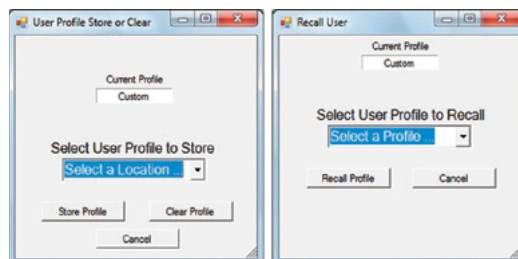 User Profile Store or Clear
Current Profile
Custom
Select User Profile to Store
Select a Location ...
Store Profile
Clear Profile
Cancel
Recall User
Current Profile
Custom
Select User Profile to Recall
Select a Profile ...
Recall Profile
Cancel